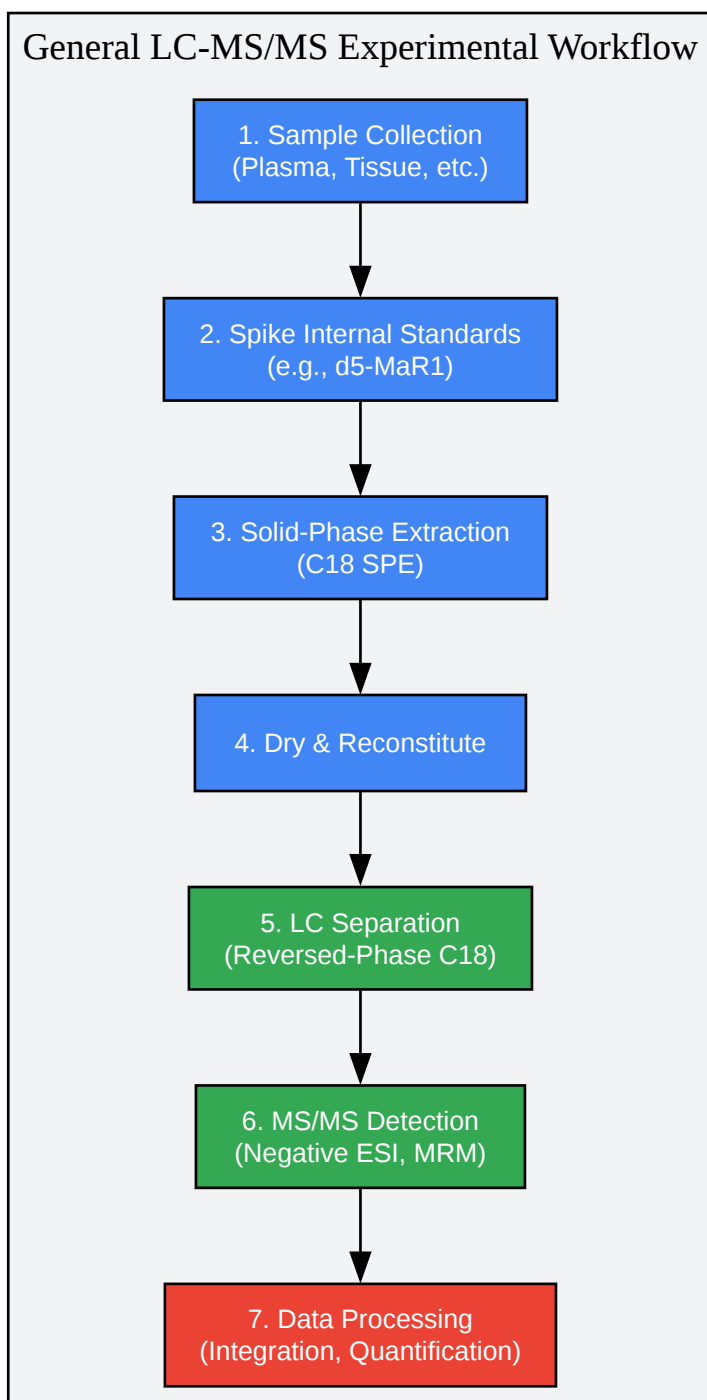 General LC-MS/MS Experimental Workflow
1. Sample Collection
(Plasma, Tissue, etc.)
2. Spike Internal Standards
(e.g., d5-MaR1)
3. Solid-Phase Extraction
(C18 SPE)
4. Dry & Reconstitute
5. LC Separation
(Reversed-Phase C18)
6. MS/MS Detection
(Negative ESI, MRM)
7. Data Processing
(Integration, Quantification)